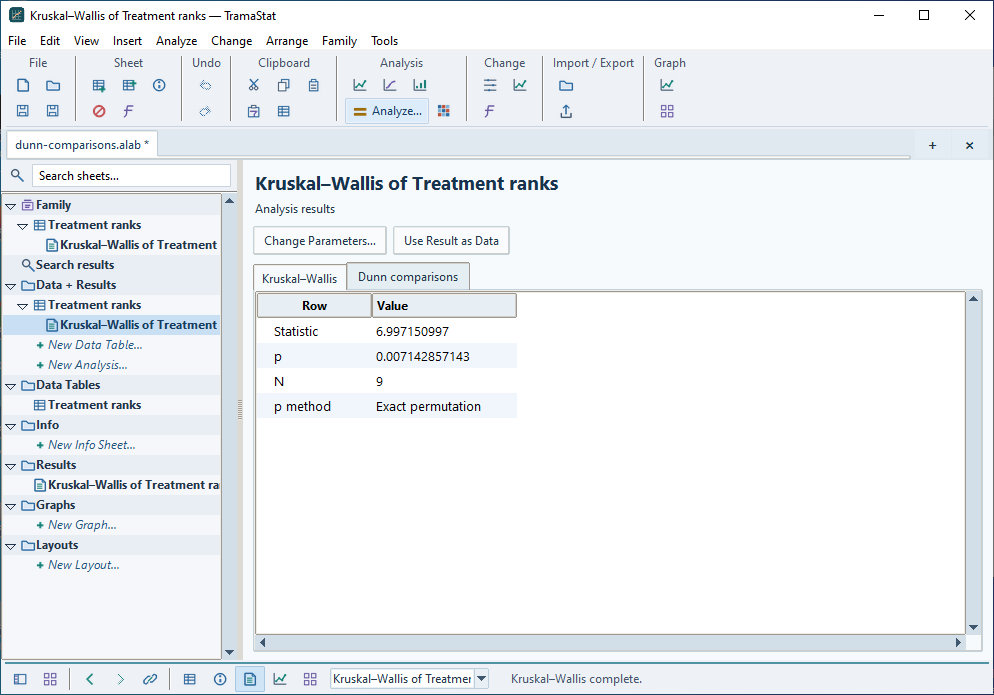 Kruskal–Wallis of Treatment ranks — TramaStat
File Edit View Insert Analyze Change Arrange Family Tools
File Sheet Undo Clipboard Analysis Change Import / Export Graph
Analyze...
dunn-comparisons.alab *
Search sheets...
Family
Treatment ranks
Kruskal–Wallis of Treatment
Search results
Data + Results
Treatment ranks
Kruskal–Wallis of Treatment
New Data Table...
New Analysis...
Data Tables
Treatment ranks
Info
New Info Sheet...
Results
Kruskal–Wallis of Treatment ra
Graphs
New Graph...
Layouts
New Layout...
Kruskal–Wallis of Treatment ranks
Analysis results
Change Parameters... Use Result as Data
Kruskal–Wallis Dunn comparisons
Row Value
Statistic 6.997150997
p 0.007142857143
N 9
p method Exact permutation
Kruskal–Wallis of Treatmer Kruskal–Wallis complete.